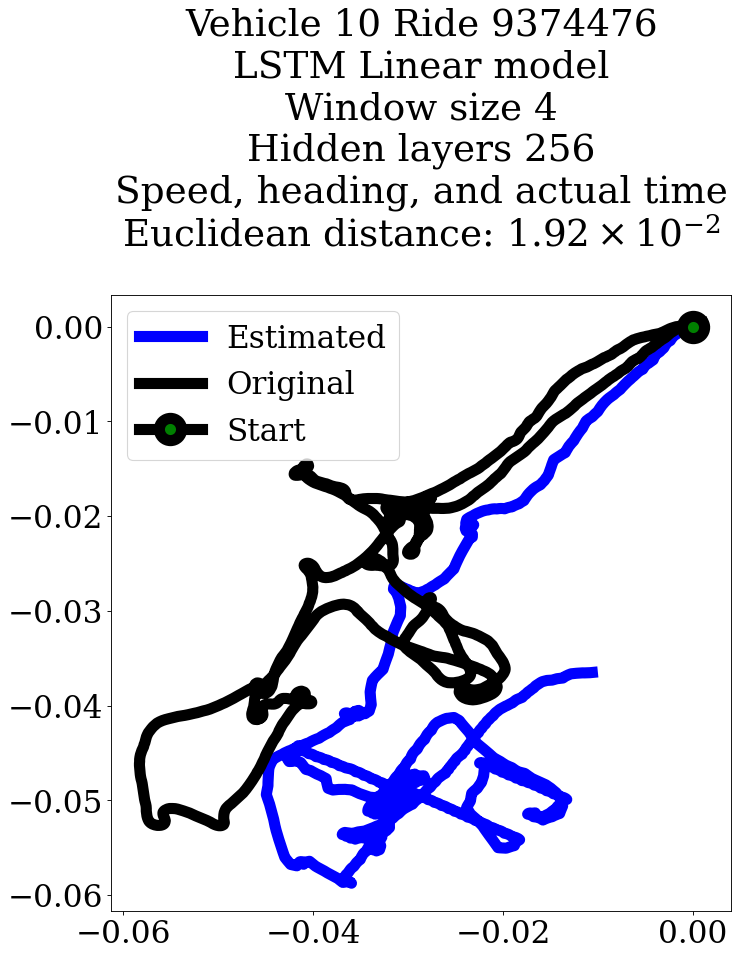 Vehicle 10 Ride 9374476
LSTM Linear model
Window size 4
Hidden layers 256
Speed, heading, and actual time
Euclidean distance: 1.92 × 10⁻²
Estimated
Original
Start
0.00
−0.01
−0.02
−0.03
−0.04
−0.05
−0.06
−0.06
−0.04
−0.02
0.00